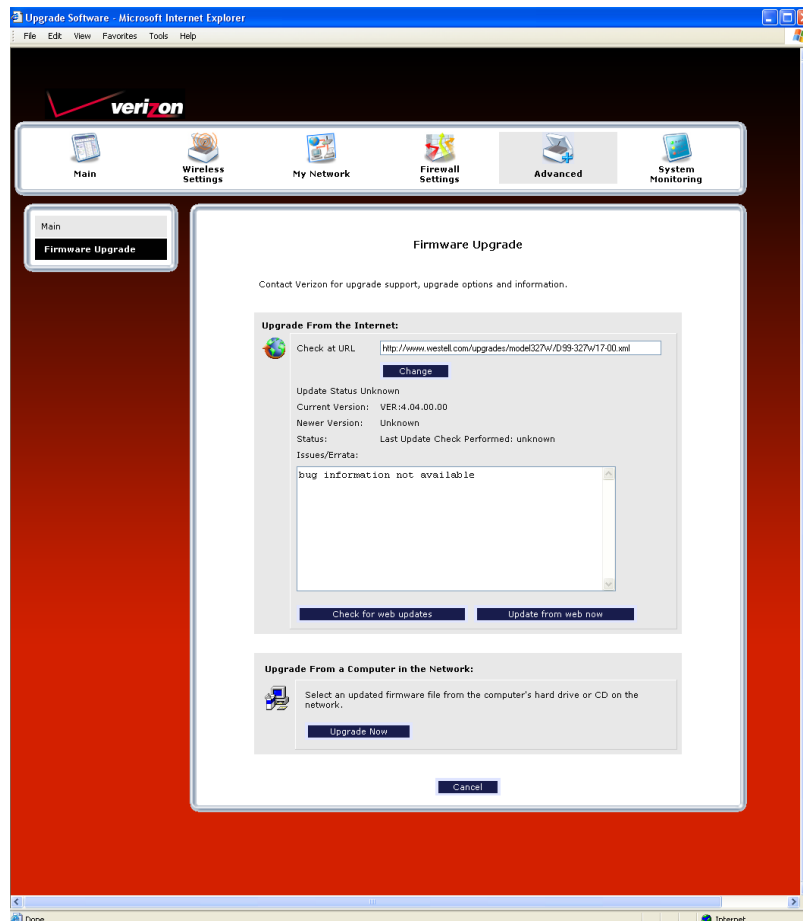 Upgrade Software - Microsoft Internet Explorer
File Edit View Favorites Tools Help
verizon
Main
Wireless Settings
My Network
Firewall Settings
Advanced
System Monitoring
Main
Firmware Upgrade
Firmware Upgrade
Contact Verizon for upgrade support, upgrade options and information.
Upgrade From the Internet:
Check at URL http://www.westell.com/upgrades/model327W/D99-327W17-00.xml
Change
Update Status Unknown
Current Version: VER:4.04.00.00
Newer Version: Unknown
Status: Last Update Check Performed: unknown
Issues/Errata:
bug information not available
Check for web updates Update from web now
Upgrade From a Computer in the Network:
Select an updated firmware file from the computer's hard drive or CD on the
network.
Upgrade Now
Cancel
Done Internet